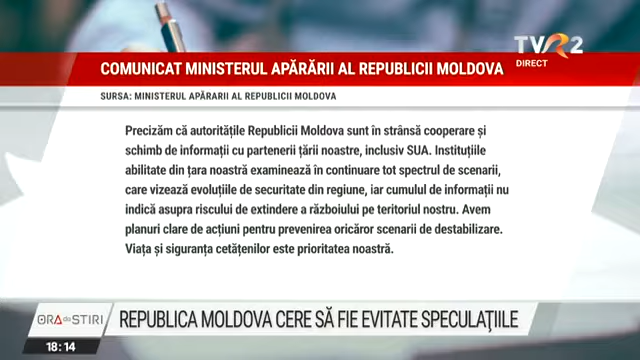 TVR2
DIRECT
COMUNICAT MINISTERUL APĂRĂRII AL REPUBLICII MOLDOVA
SURSA: MINISTERUL APĂRARII AL REPUBLICII MOLDOVA
Precizăm că autoritățile Republicii Moldova sunt în strânsă cooperare și
schimb de informații cu partenerii țării noastre, inclusiv SUA. Instituțiile
abilitate din țara noastră examinează în continuare tot spectrul de scenarii,
care vizează evoluțiile de securitate din regiune, iar cumulul de informații nu
indică asupra riscului de extindere a războiului pe teritoriul nostru. Avem
planuri clare de acțiuni pentru prevenirea oricăror scenarii de destabilizare.
Viața și siguranța cetățenilor este prioritatea noastră.
ORA de STIRI
REPUBLICA MOLDOVA CERE SĂ FIE EVITATE SPECULAŢIILE
18:14